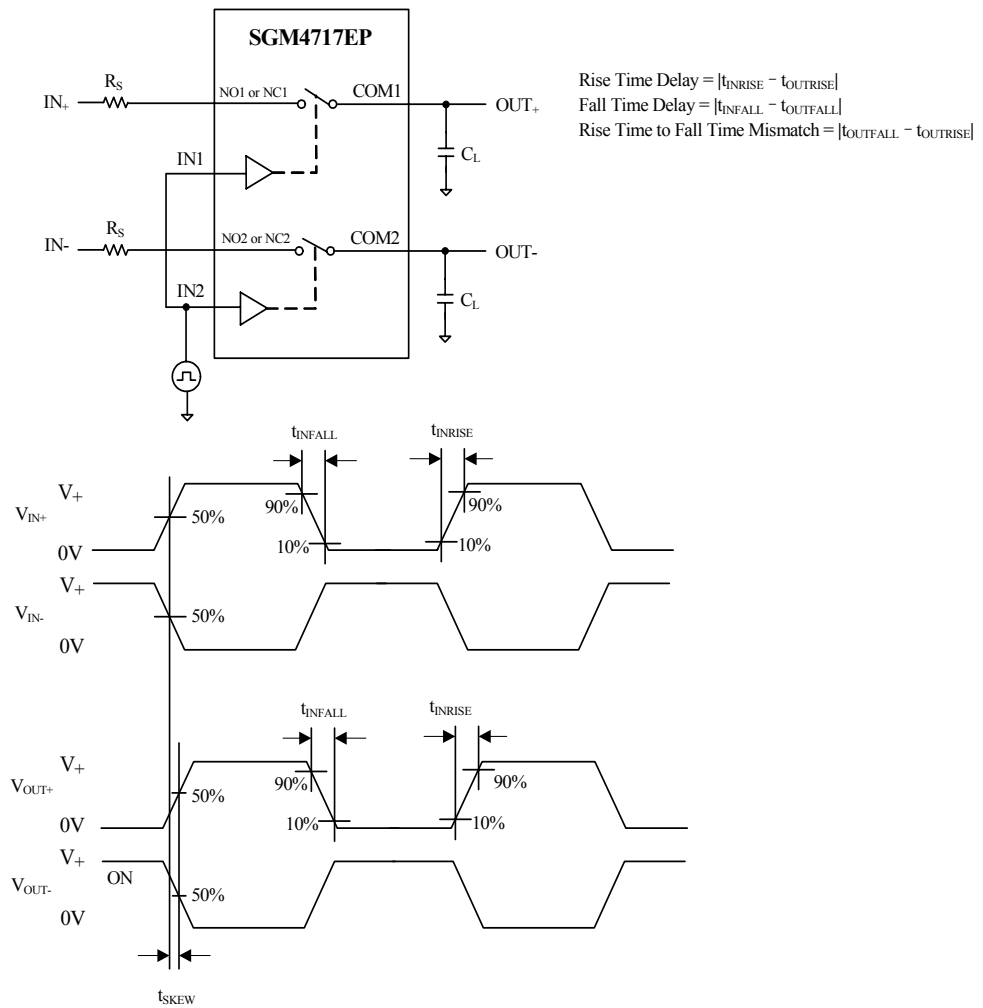 SGM4717EP
IN+ RS NO1 or NC1 COM1 OUT+
Rise Time Delay = |tINRISE − tOUTRISE|
Fall Time Delay = |tINFALL − tOUTFALL|
Rise Time to Fall Time Mismatch = |tOUTFALL − tOUTRISE|
CL
IN1
IN- RS NO2 or NC2 COM2 OUT-
IN2
CL
tINFALL tINRISE
V+
VIN+ 50% 90% 90%
10% 10%
0V
V+
VIN- 50%
0V
tINFALL tINRISE
V+
VOUT+ 50% 90% 90%
10% 10%
0V
V+
ON
VOUT- 50%
0V
tSKEW